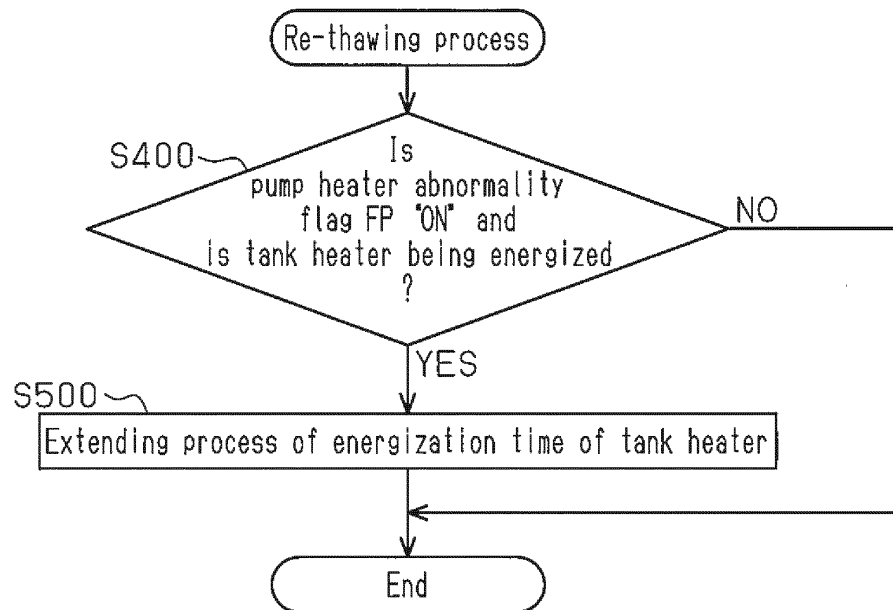 Re-thawing process
S400
Is
pump heater abnormality
flag FP "ON" and
is tank heater being energized
?
NO
YES
S500
Extending process of energization time of tank heater
End